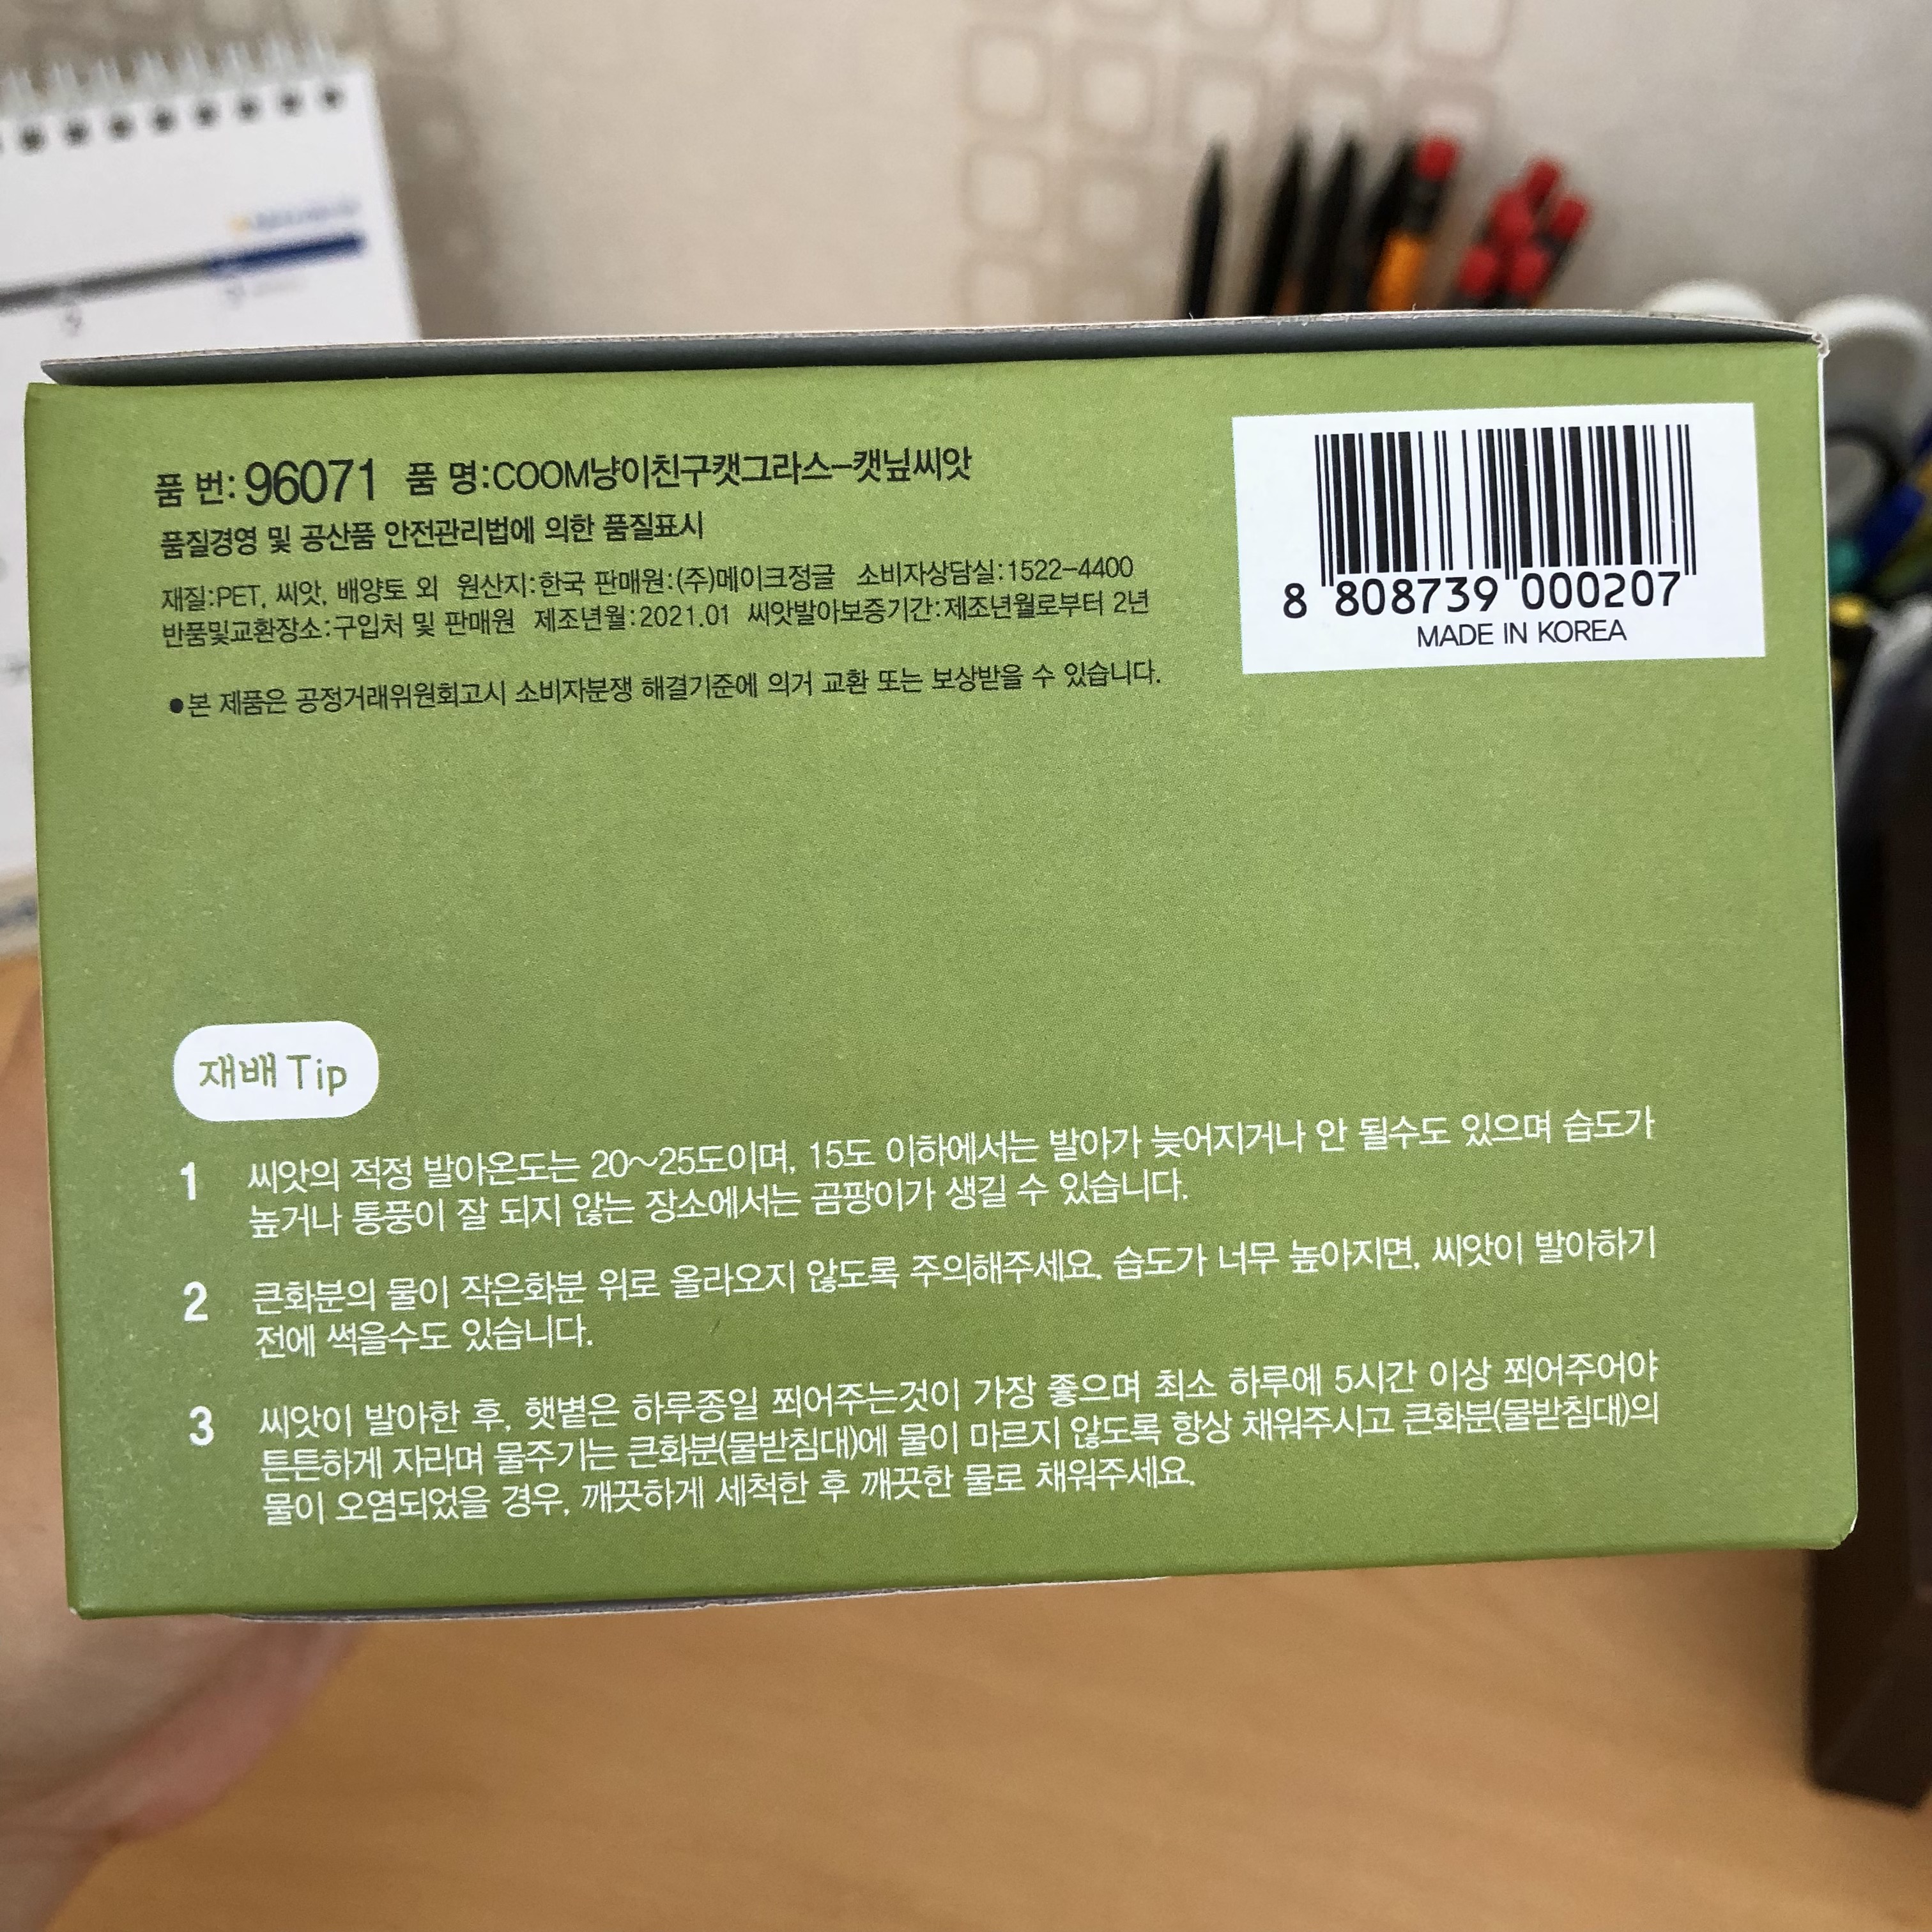 품 번:96071 품 명:COOM냥이친구캣그라스-캣닢씨앗
품질경영 및 공산품 안전관리법에 의한 품질표시
재질:PET, 씨앗, 배양토 외 원산지:한국 판매원:(주)메이크정글 소비자상담실:1522-4400
반품및교환장소:구입처 및 판매원 제조년월:2021.01 씨앗발아보증기간:제조년월로부터 2년
●본 제품은 공정거래위원회고시 소비자분쟁 해결기준에 의거 교환 또는 보상받을 수 있습니다.
8 808739 000207
MADE IN KOREA
재배 Tip
1 씨앗의 적정 발아온도는 20~25도이며, 15도 이하에서는 발아가 늦어지거나 안 될수도 있으며 습도가
높거나 통풍이 잘 되지 않는 장소에서는 곰팡이가 생길 수 있습니다.
2 큰화분의 물이 작은화분 위로 올라오지 않도록 주의해주세요. 습도가 너무 높아지면, 씨앗이 발아하기
전에 썩을수도 있습니다.
3 씨앗이 발아한 후, 햇볕은 하루종일 쬐어주는것이 가장 좋으며 최소 하루에 5시간 이상 쬐어주어야
튼튼하게 자라며 물주기는 큰화분(물받침대)에 물이 마르지 않도록 항상 채워주시고 큰화분(물받침대)의
물이 오염되었을 경우, 깨끗하게 세척한 후 깨끗한 물로 채워주세요.